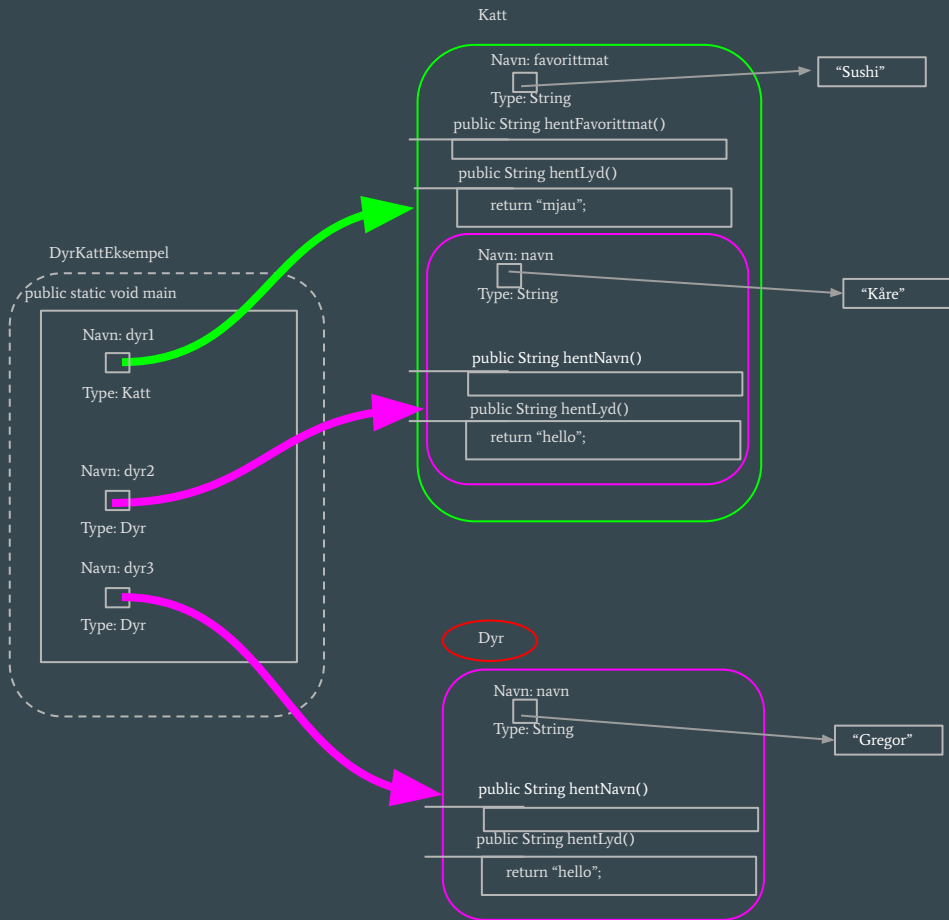 Katt
Navn: favorittmat
Type: String
“Sushi”
public String hentFavorittmat()
public String hentLyd()
return “mjau”;
Navn: navn
Type: String
“Kåre”
public String hentNavn()
public String hentLyd()
return “hello”;
DyrKattEksempel
public static void main
Navn: dyr1
Type: Katt
Navn: dyr2
Type: Dyr
Navn: dyr3
Type: Dyr
Dyr
Navn: navn
Type: String
“Gregor”
public String hentNavn()
public String hentLyd()
return “hello”;